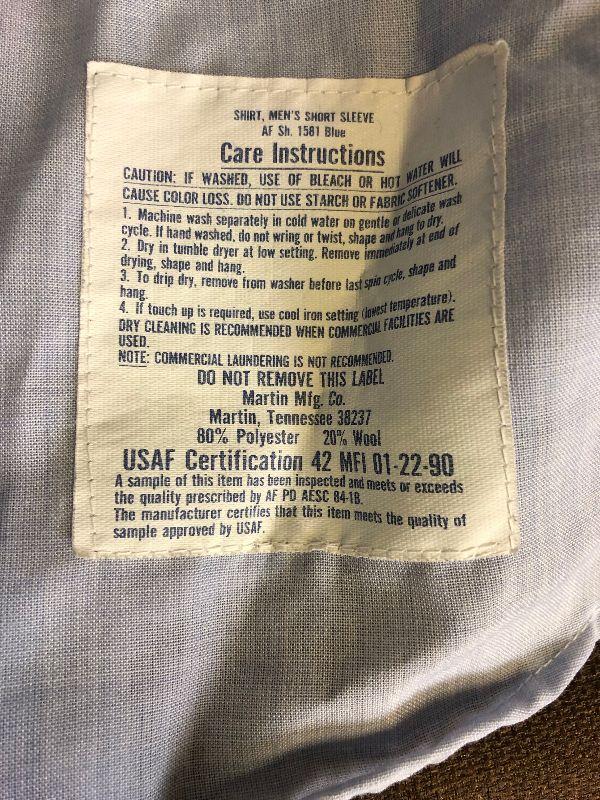 SHIRT, MEN'S SHORT SLEEVE
AF Sh. 1581 Blue
Care Instructions
CAUTION: IF WASHED, USE OF BLEACH OR HOT WATER WILL
CAUSE COLOR LOSS. DO NOT USE STARCH OR FABRIC SOFTENER.
1. Machine wash separately in cold water on gentle or delicate wash
cycle. If hand washed, do not wring or twist, shape and hang to dry.
2. Dry in tumble dryer at low setting. Remove immediately at end of
drying, shape and hang.
3. To drip dry, remove from washer before last spin cycle, shape and
hang.
4. If touch up is required, use cool iron setting (lowest temperature).
DRY CLEANING IS RECOMMENDED WHEN COMMERCIAL FACILITIES ARE
USED.
NOTE: COMMERCIAL LAUNDERING IS NOT RECOMMENDED.
DO NOT REMOVE THIS LABEL
Martin Mfg. Co.
Martin, Tennessee 38237
80% Polyester 20% Wool
USAF Certification 42 MFI 01-22-90
A sample of this item has been inspected and meets or exceeds
the quality prescribed by AF PD AESC 84-1B.
The manufacturer certifies that this item meets the quality of
sample approved by USAF.